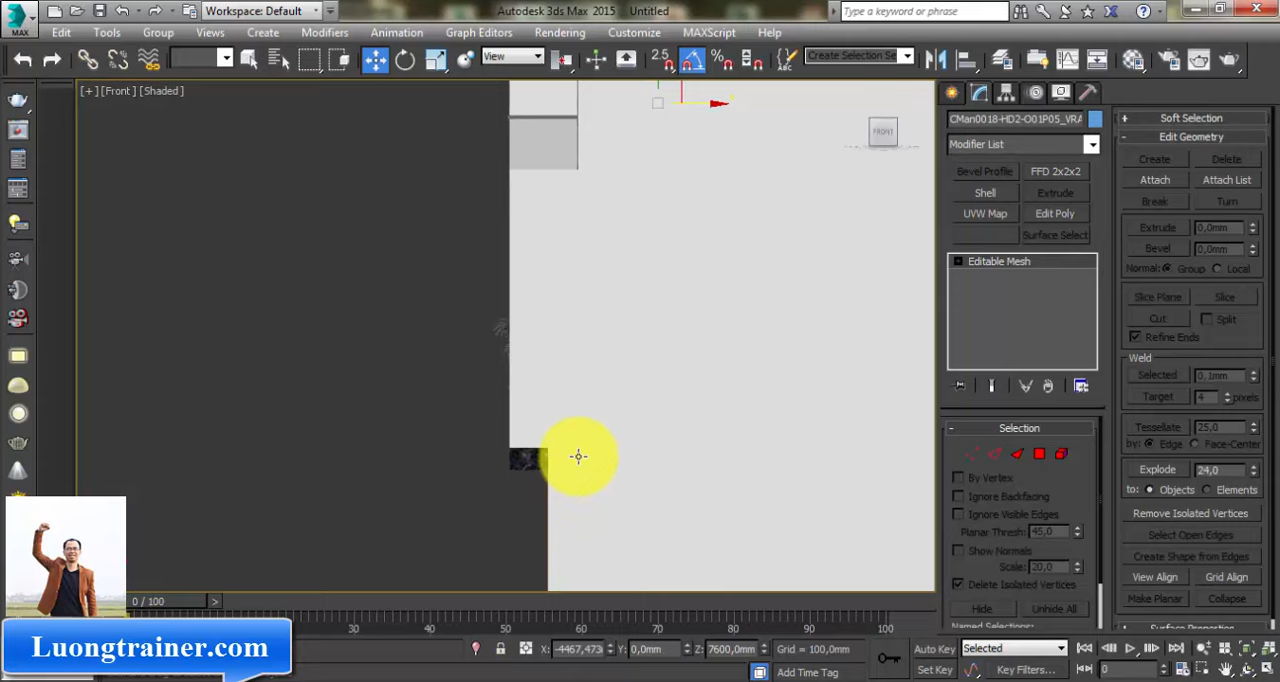 Workspace: Default
Autodesk 3ds Max 2015
Untitled
Type a keyword or phrase
MAX
Edit
Tools
Group
Views
Create
Modifiers
Animation
Graph Editors
Rendering
Customize
MAXScript
Help
View
2.5
Create Selection Se
[+] [Front] [Shaded]
FRONT
CMan0018-HD2-O01P05_VRA
Modifier List
Bevel Profile
FFD 2x2x2
Shell
Extrude
UVW Map
Edit Poly
Surface Select
Editable Mesh
Selection
By Vertex
Ignore Backfacing
Ignore Visible Edges
Planar Thresh: 45,0
Show Normals
Scale: 20,0
Delete Isolated Vertices
Hide
Unhide All
Named Selections:
Soft Selection
Edit Geometry
Create
Delete
Attach
Attach List
Break
Turn
Extrude 0,0mm
Bevel 0,0mm
Normal: Group Local
Slice Plane
Slice
Cut
Split
Refine Ends
Weld
Selected 0,1mm
Target 4 pixels
Tessellate 25,0
by: Edge Face-Center
Explode 24,0
to: Objects Elements
Remove Isolated Vertices
Select Open Edges
Create Shape from Edges
View Align
Grid Align
Make Planar
Collapse
Surface Properties
0 / 100
30 40 50 60 70 80 90 100
X: -4467,473
Y: 0,0mm
Z: 7600,0mm
Grid = 100,0mm
Add Time Tag
Auto Key
Selected
Set Key
Key Filters...
0
Luongtrainer.com